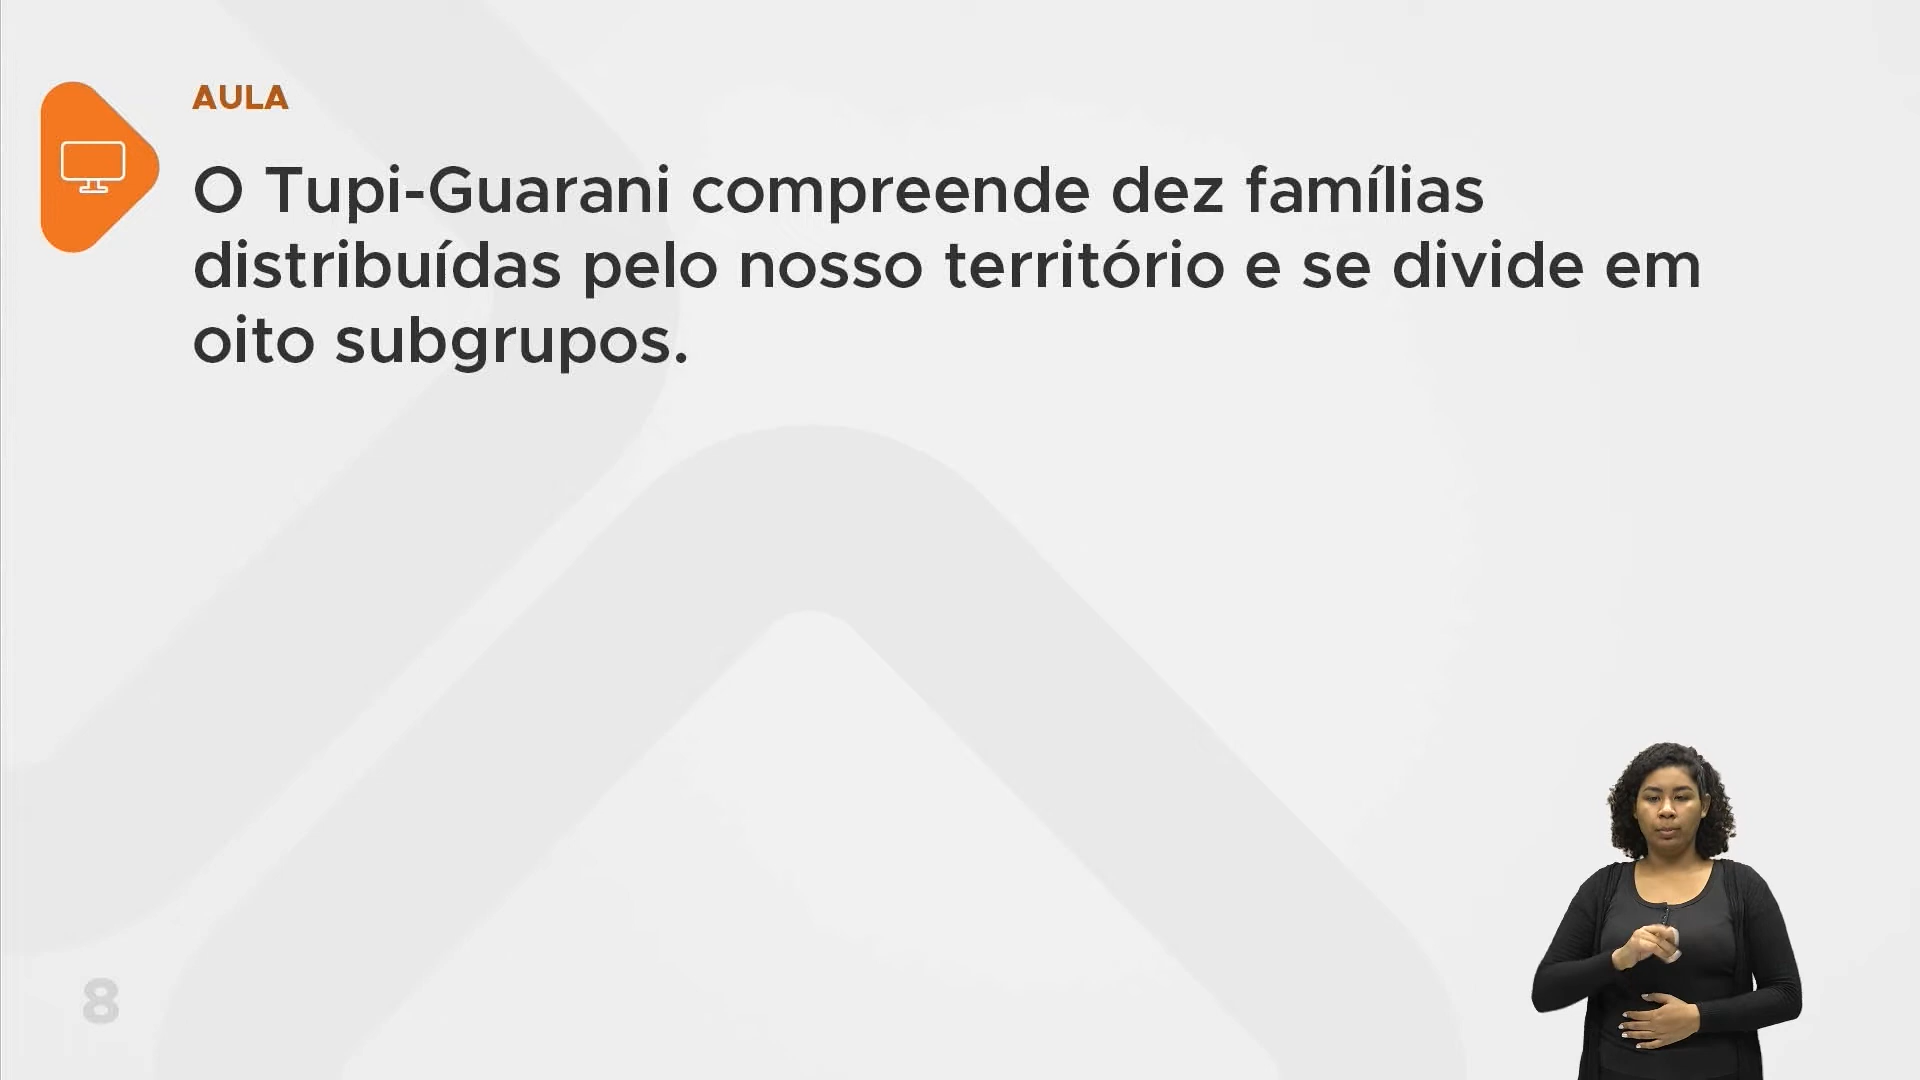 AULA
O Tupi-Guarani compreende dez famílias
distribuídas pelo nosso território e se divide em
oito subgrupos.
8